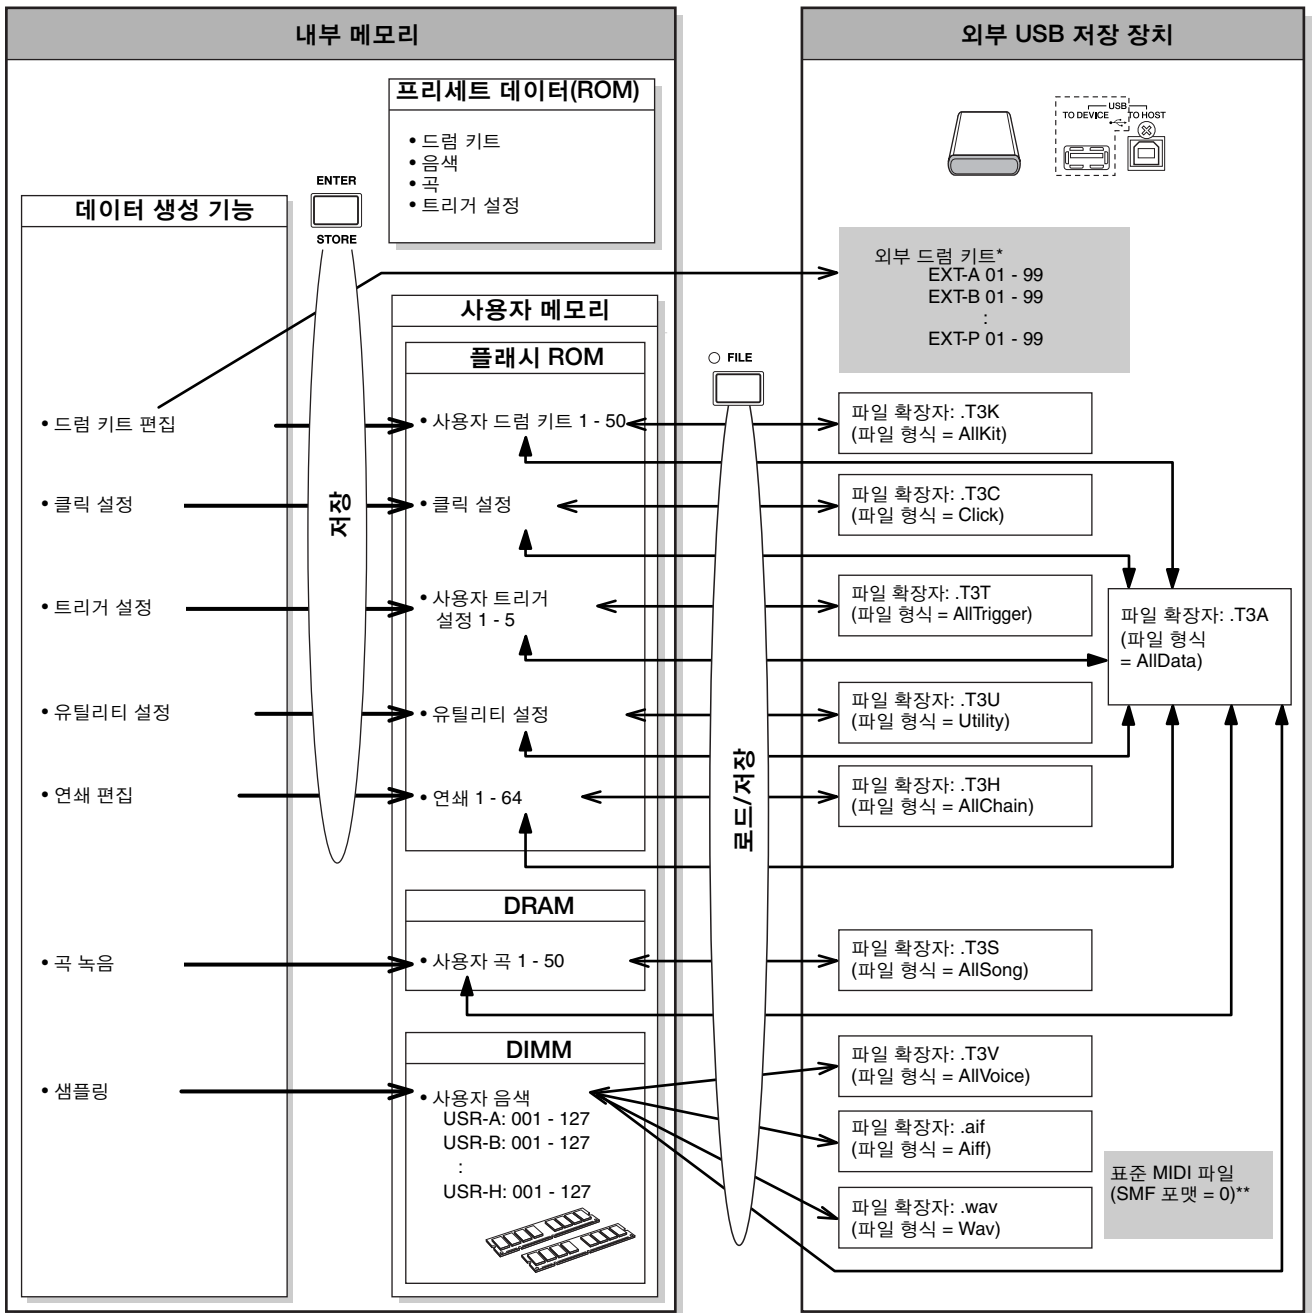 내부 메모리
외부 USB 저장 장치
프리세트 데이터(ROM)
• 드럼 키트
• 음색
• 곡
• 트리거 설정
USB
TO DEVICE
TO HOST
ENTER
STORE
데이터 생성 기능
• 드럼 키트 편집
• 클릭 설정
• 트리거 설정
• 유틸리티 설정
• 연쇄 편집
• 곡 녹음
• 샘플링
저장
사용자 메모리
플래시 ROM
• 사용자 드럼 키트 1 - 50
• 클릭 설정
• 사용자 트리거
설정 1 - 5
• 유틸리티 설정
• 연쇄 1 - 64
DRAM
• 사용자 곡 1 - 50
DIMM
• 사용자 음색
USR-A: 001 - 127
USR-B: 001 - 127
:
USR-H: 001 - 127
FILE
로드/저장
외부 드럼 키트*
EXT-A 01 - 99
EXT-B 01 - 99
:
EXT-P 01 - 99
파일 확장자: .T3K
(파일 형식 = AllKit)
파일 확장자: .T3C
(파일 형식 = Click)
파일 확장자: .T3T
(파일 형식 = AllTrigger)
파일 확장자: .T3U
(파일 형식 = Utility)
파일 확장자: .T3H
(파일 형식 = AllChain)
파일 확장자: .T3A
(파일 형식
= AllData)
파일 확장자: .T3S
(파일 형식 = AllSong)
파일 확장자: .T3V
(파일 형식 = AllVoice)
파일 확장자: .aif
(파일 형식 = Aiff)
파일 확장자: .wav
(파일 형식 = Wav)
표준 MIDI 파일
(SMF 포맷 = 0)**